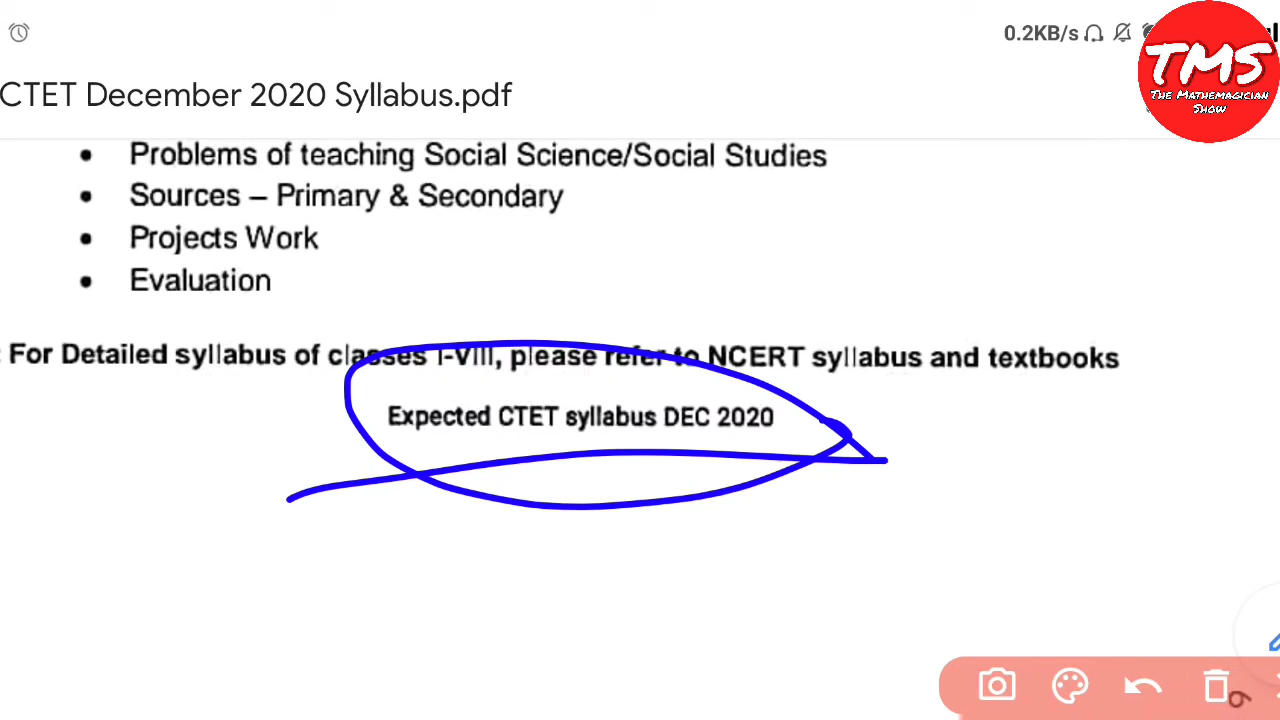 0.2KB/s
TMS
The Mathemagician
Show
CTET December 2020 Syllabus.pdf
• Problems of teaching Social Science/Social Studies
• Sources – Primary & Secondary
• Projects Work
• Evaluation
: For Detailed syllabus of classes I-VIII, please refer to NCERT syllabus and textbooks
Expected CTET syllabus DEC 2020